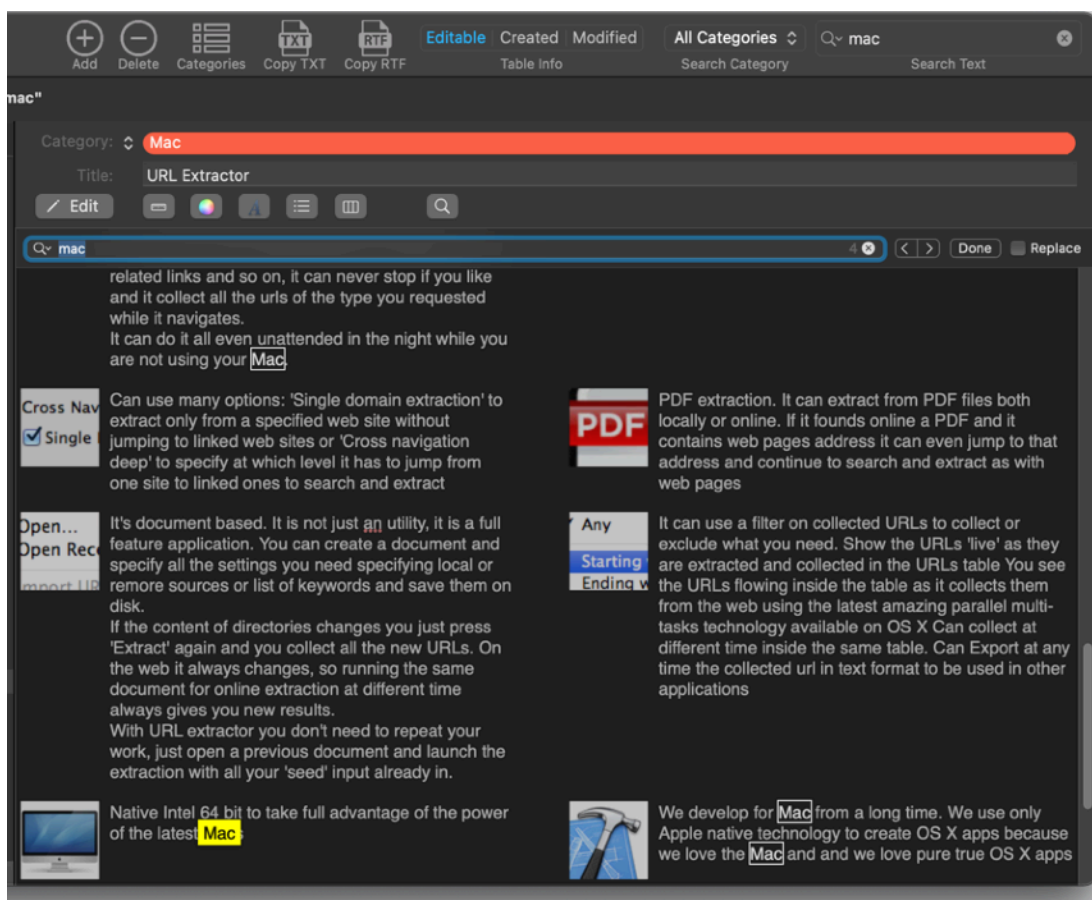 Editable Created Modified All Categories mac
Add Delete Categories Copy TXT Copy RTF Table Info Search Category Search Text
TXT RTF
mac"
Category: Mac
Title: URL Extractor
Edit
mac 4 Done Replace
related links and so on, it can never stop if you like
and it collect all the urls of the type you requested
while it navigates.
It can do it all even unattended in the night while you
are not using your Mac.
Cross Nav
Single
Can use many options: 'Single domain extraction' to
extract only from a specified web site without
jumping to linked web sites or 'Cross navigation
deep' to specify at which level it has to jump from
one site to linked ones to search and extract
PDF
PDF extraction. It can extract from PDF files both
locally or online. If it founds online a PDF and it
contains web pages address it can even jump to that
address and continue to search and extract as with
web pages
Open...
Open Rec
It's document based. It is not just an utility, it is a full
feature application. You can create a document and
specify all the settings you need specifying local or
remore sources or list of keywords and save them on
disk.
If the content of directories changes you just press
'Extract' again and you collect all the new URLs. On
the web it always changes, so running the same
document for online extraction at different time
always gives you new results.
With URL extractor you don't need to repeat your
work, just open a previous document and launch the
extraction with all your 'seed' input already in.
Any
Starting
Ending w
It can use a filter on collected URLs to collect or
exclude what you need. Show the URLs 'live' as they
are extracted and collected in the URLs table You see
the URLs flowing inside the table as it collects them
from the web using the latest amazing parallel multi-
tasks technology available on OS X Can collect at
different time inside the same table. Can Export at any
time the collected url in text format to be used in other
applications
Native Intel 64 bit to take full advantage of the power
of the latest Mac
We develop for Mac from a long time. We use only
Apple native technology to create OS X apps because
we love the Mac and and we love pure true OS X apps